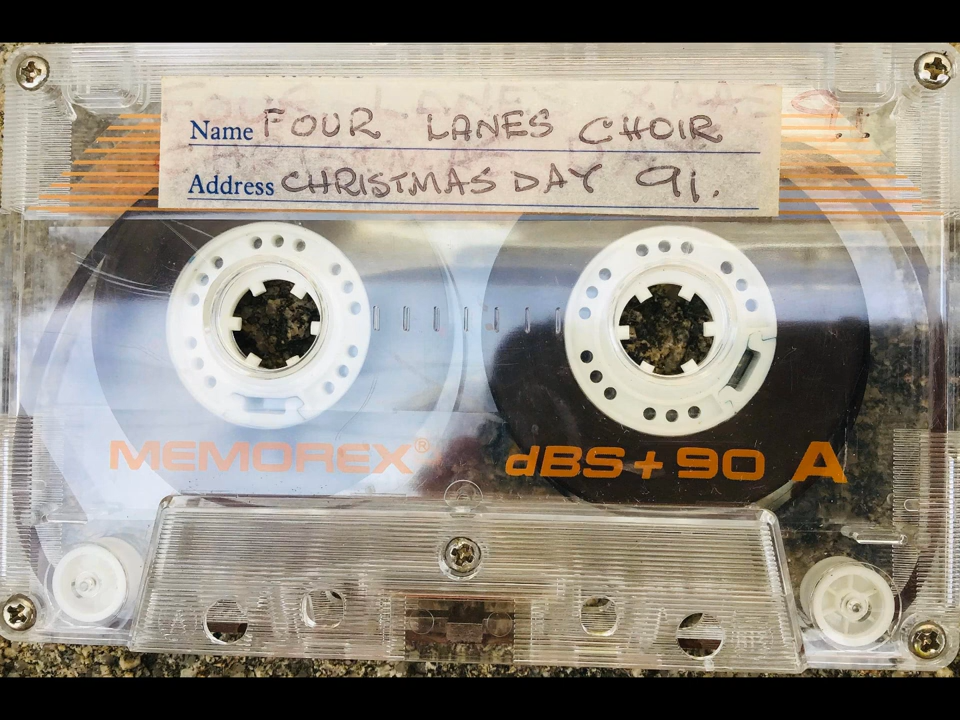 Name FOUR LANES CHOIR
Address CHRISTMAS DAY 91.
MEMOREX® dBS+90 A